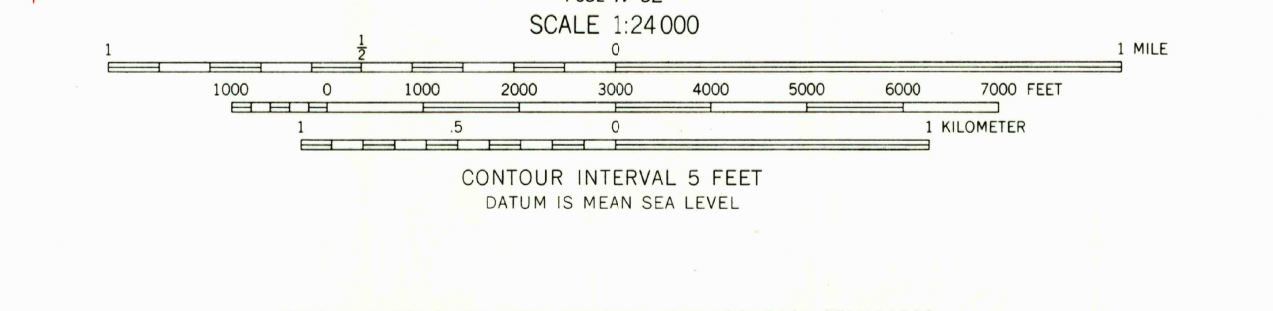 SCALE 1:24 000
1 ½ 0 1 MILE
1000 0 1000 2000 3000 4000 5000 6000 7000 FEET
1 .5 0 1 KILOMETER
CONTOUR INTERVAL 5 FEET
DATUM IS MEAN SEA LEVEL